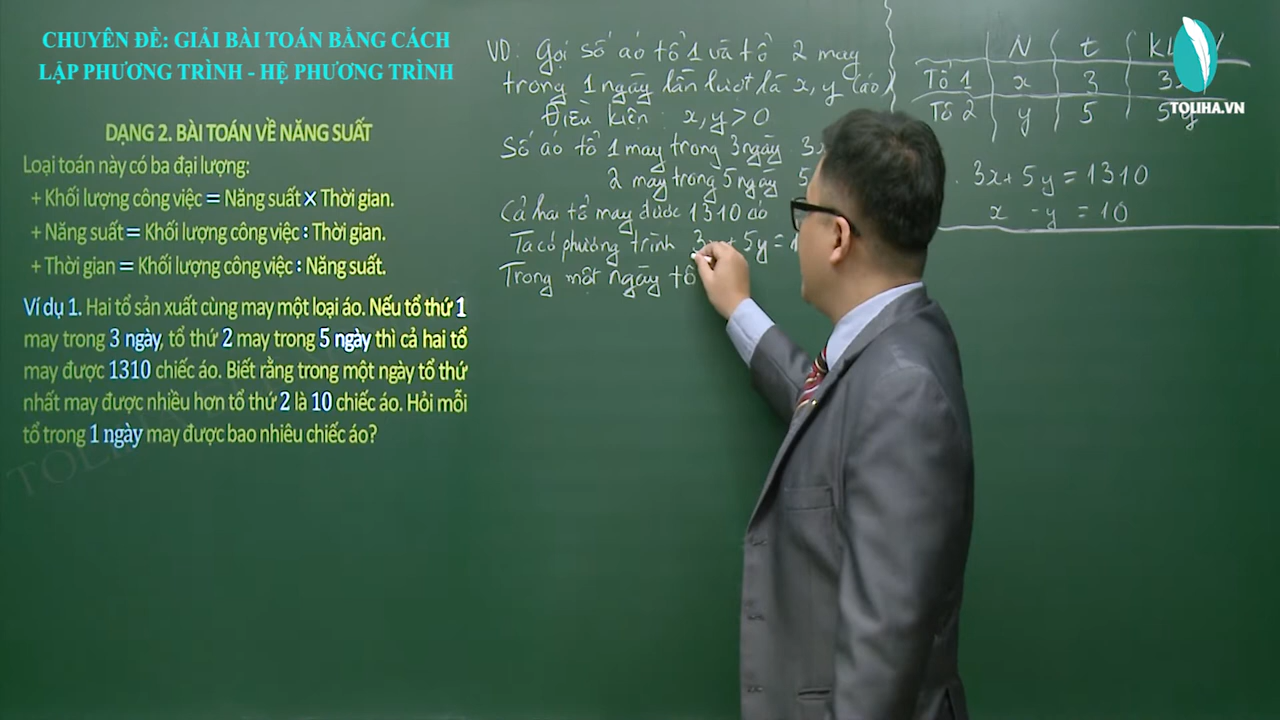 CHUYÊN ĐỀ: GIẢI BÀI TOÁN BẰNG CÁCH
LẬP PHƯƠNG TRÌNH - HỆ PHƯƠNG TRÌNH
DẠNG 2. BÀI TOÁN VỀ NĂNG SUẤT
Loại toán này có ba đại lượng:
+ Khối lượng công việc = Năng suất × Thời gian.
+ Năng suất = Khối lượng công việc : Thời gian.
+ Thời gian = Khối lượng công việc : Năng suất.
Ví dụ 1. Hai tổ sản xuất cùng may một loại áo. Nếu tổ thứ 1
may trong 3 ngày, tổ thứ 2 may trong 5 ngày thì cả hai tổ
may được 1310 chiếc áo. Biết rằng trong một ngày tổ thứ
nhất may được nhiều hơn tổ thứ 2 là 10 chiếc áo. Hỏi mỗi
tổ trong 1 ngày may được bao nhiêu chiếc áo?
VD: Gọi số áo tổ 1 và tổ 2 may
trong 1 ngày lần lượt là x, y (áo)
Điều kiện: x, y > 0
Số áo tổ 1 may trong 3 ngày 3x
2 may trong 5 ngày 5
Cả hai tổ may được 1310 áo
Ta có phương trình 3x + 5y = 1
Trong một ngày tổ
N t
Tổ 1 x 3 3x
Tổ 2 y 5 5y
3x + 5y = 1310
x - y = 10
TOLIHA.VN